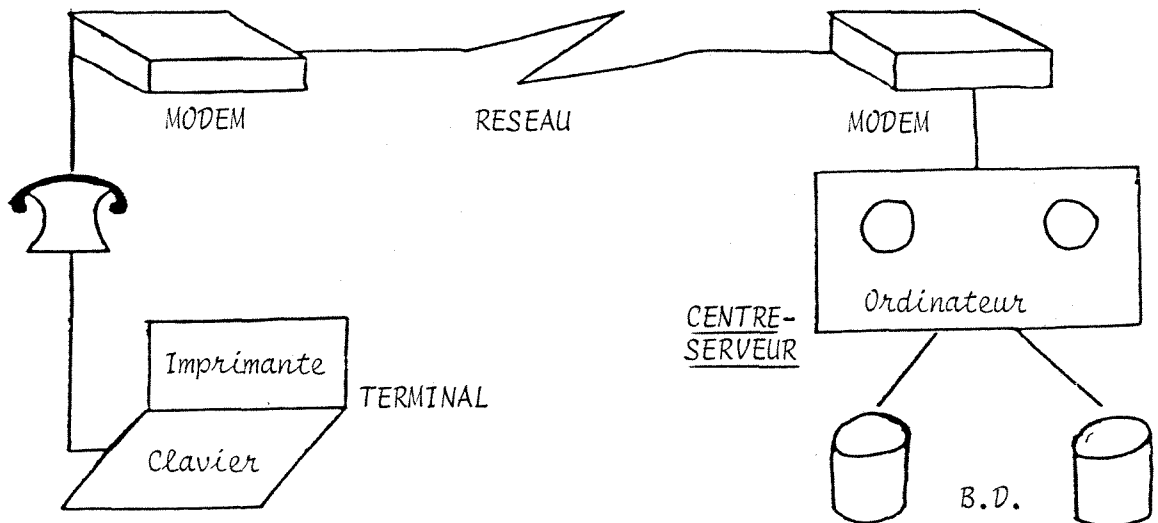 MODEM
RESEAU
MODEM
Ordinateur
CENTRE-
SERVEUR
Imprimante
TERMINAL
Clavier
B.D.